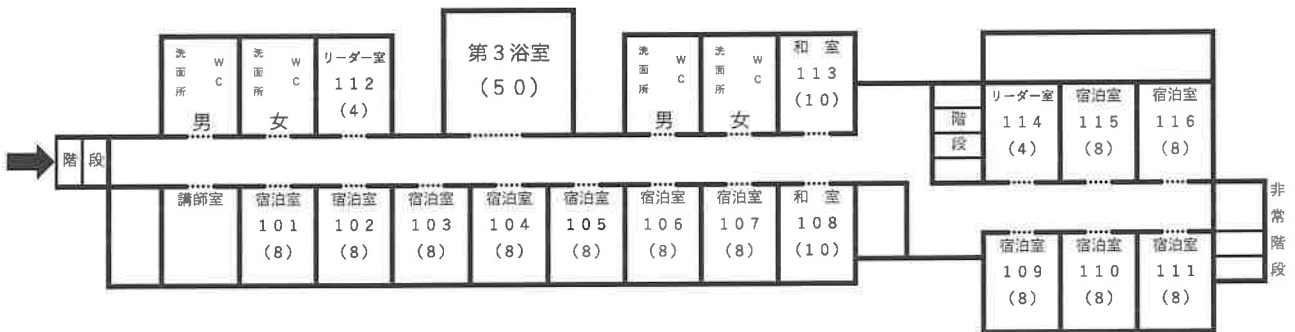 洗面所
WC
男
洗面所
WC
女
リーダー室
112
(4)
第3浴室
(50)
洗面所
WC
男
洗面所
WC
女
和 室
113
(10)
階段
リーダー室
114
(4)
宿泊室
115
(8)
宿泊室
116
(8)
階段
講師室
宿泊室
101
(8)
宿泊室
102
(8)
宿泊室
103
(8)
宿泊室
104
(8)
宿泊室
105
(8)
宿泊室
106
(8)
宿泊室
107
(8)
和 室
108
(10)
宿泊室
109
(8)
宿泊室
110
(8)
宿泊室
111
(8)
非常階段